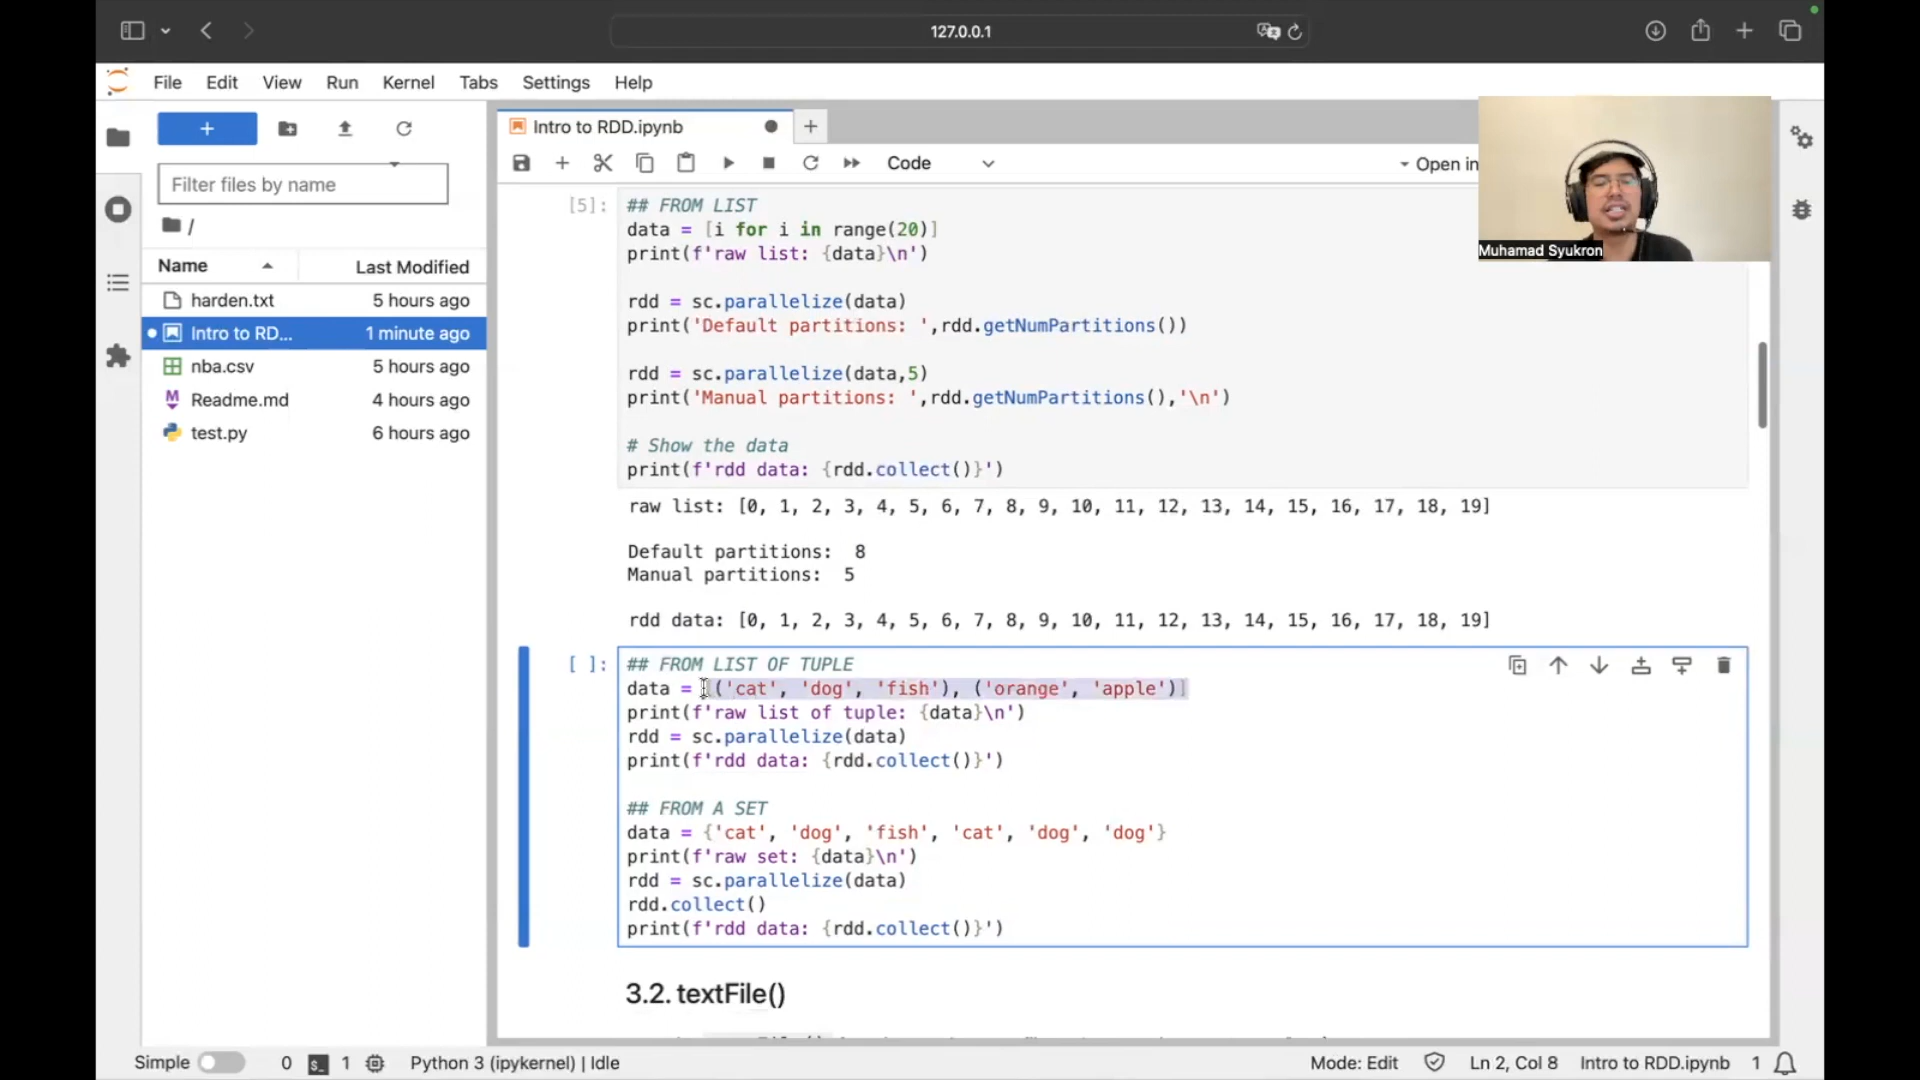 127.0.0.1
File Edit View Run Kernel Tabs Settings Help
Intro to RDD.ipynb
Code
Open in
Filter files by name
/
Name Last Modified
harden.txt 5 hours ago
Intro to RD... 1 minute ago
nba.csv 5 hours ago
Readme.md 4 hours ago
test.py 6 hours ago
Muhamad Syukron
[5]:
## FROM LIST
data = [i for i in range(20)]
print(f'raw list: {data}\n')
rdd = sc.parallelize(data)
print('Default partitions: ',rdd.getNumPartitions())
rdd = sc.parallelize(data,5)
print('Manual partitions: ',rdd.getNumPartitions(),'\n')
# Show the data
print(f'rdd data: {rdd.collect()}')
raw list: [0, 1, 2, 3, 4, 5, 6, 7, 8, 9, 10, 11, 12, 13, 14, 15, 16, 17, 18, 19]
Default partitions:  8
Manual partitions:  5
rdd data: [0, 1, 2, 3, 4, 5, 6, 7, 8, 9, 10, 11, 12, 13, 14, 15, 16, 17, 18, 19]
[ ]:
## FROM LIST OF TUPLE
data = [('cat', 'dog', 'fish'), ('orange', 'apple')]
print(f'raw list of tuple: {data}\n')
rdd = sc.parallelize(data)
print(f'rdd data: {rdd.collect()}')
## FROM A SET
data = {'cat', 'dog', 'fish', 'cat', 'dog', 'dog'}
print(f'raw set: {data}\n')
rdd = sc.parallelize(data)
rdd.collect()
print(f'rdd data: {rdd.collect()}')
3.2. textFile()
Simple 0 1 Python 3 (ipykernel) | Idle Mode: Edit Ln 2, Col 8 Intro to RDD.ipynb 1